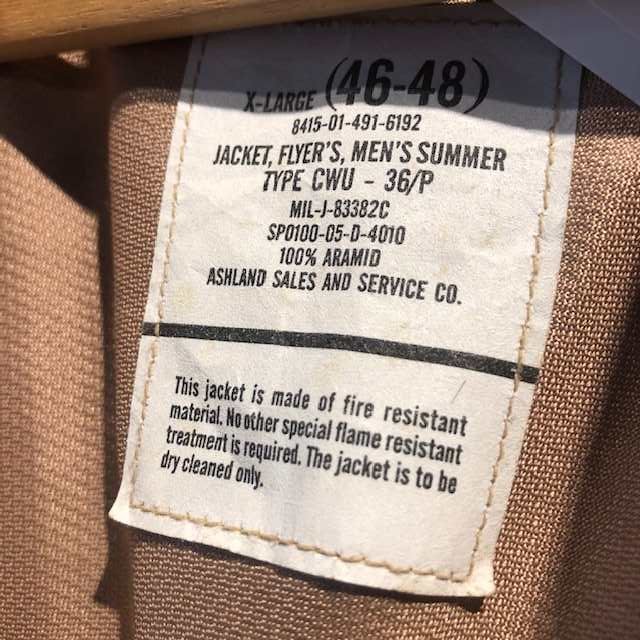 X-LARGE (46-48)
8415-01-491-6192
JACKET, FLYER'S, MEN'S SUMMER
TYPE CWU - 36/P
MIL-J-83382C
SPO100-05-D-4010
100% ARAMID
ASHLAND SALES AND SERVICE CO.
This jacket is made of fire resistant
material. No other special flame resistant
treatment is required. The jacket is to be
dry cleaned only.